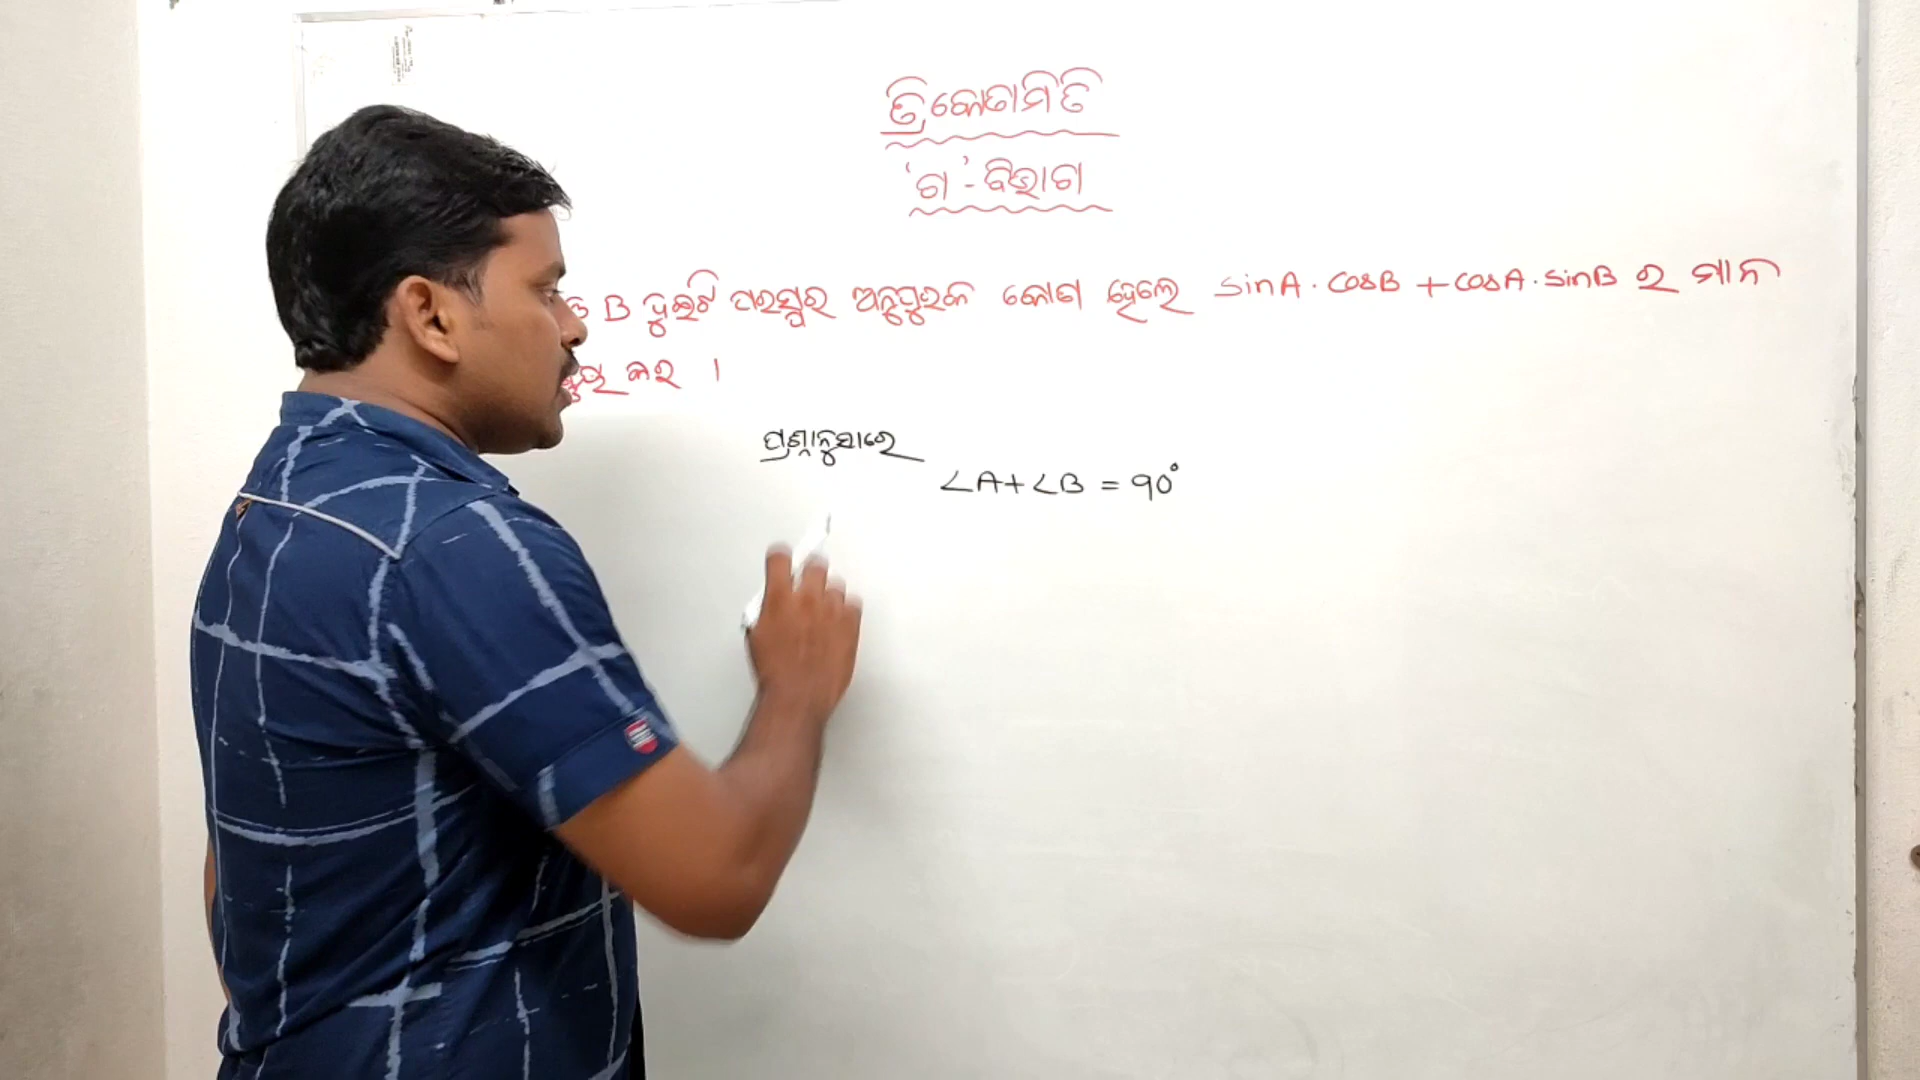 ତ୍ରିକୋଣମିତି
'ଗ' - ବିଭାଗ
B ଦୁଇଟି ପରସ୍ପର ଅନୁପୁରକ କୋଣ ହେଲେ sinA · cosB + cosA · sinB ର ମାନ
କର ।
ପ୍ରଶ୍ନାନୁସାରେ
∠A + ∠B = 90°